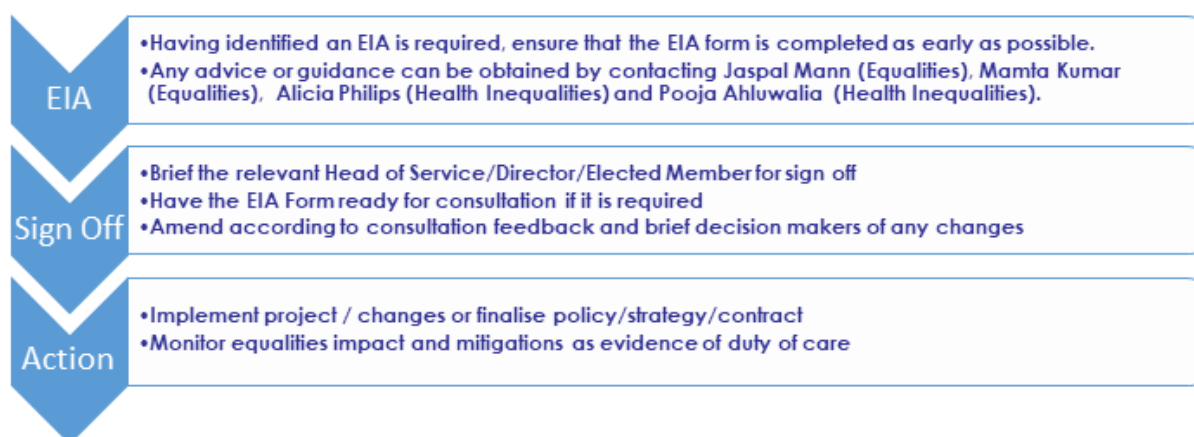 EIA
•Having identified an EIA is required, ensure that the EIA form is completed as early as possible.
•Any advice or guidance can be obtained by contacting Jaspal Mann (Equalities), Mamta Kumar
(Equalities), Alicia Philips (Health Inequalities) and Pooja Ahluwalia (Health Inequalities).
Sign Off
•Brief the relevant Head of Service/Director/Elected Member for sign off
•Have the EIA Form ready for consultation if it is required
•Amend according to consultation feedback and brief decision makers of any changes
Action
•Implement project / changes or finalise policy/strategy/contract
•Monitor equalities impact and mitigations as evidence of duty of care